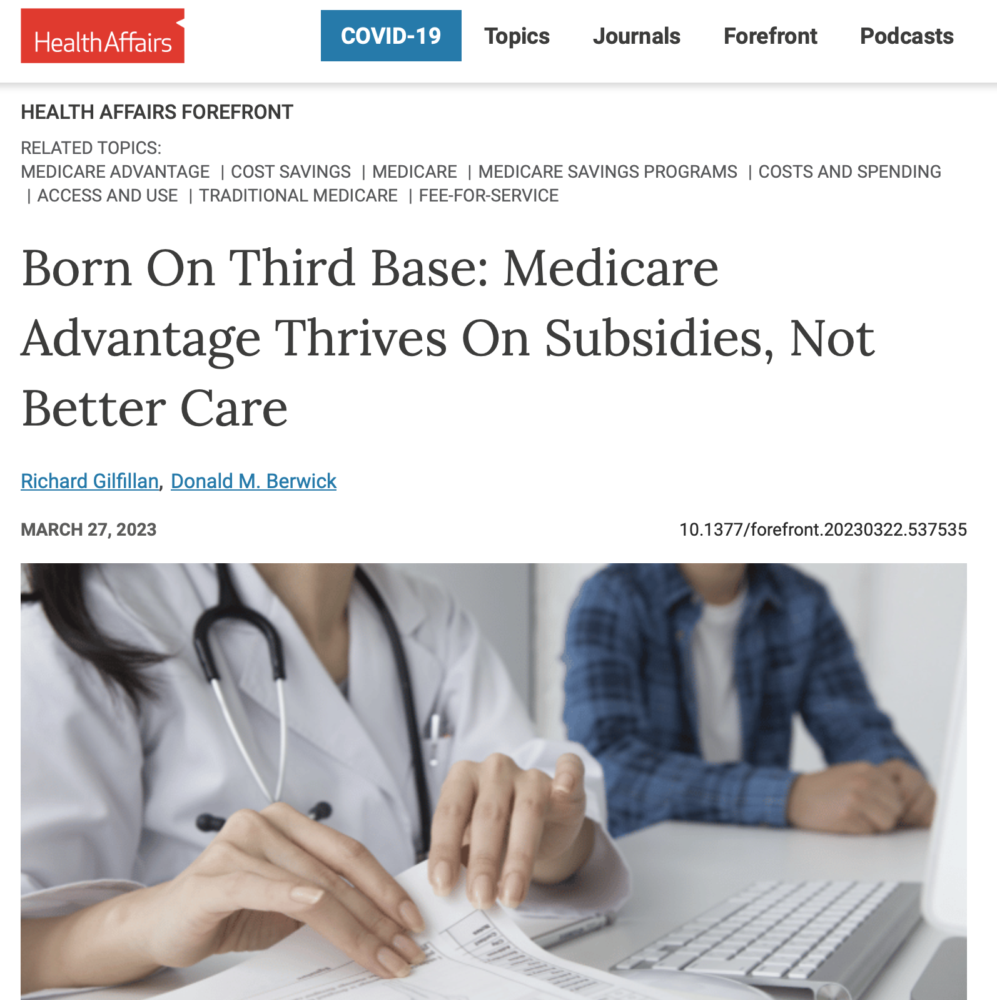 HealthAffairs
COVID-19 Topics Journals Forefront Podcasts
HEALTH AFFAIRS FOREFRONT
RELATED TOPICS:
MEDICARE ADVANTAGE | COST SAVINGS | MEDICARE | MEDICARE SAVINGS PROGRAMS | COSTS AND SPENDING
| ACCESS AND USE | TRADITIONAL MEDICARE | FEE-FOR-SERVICE
Born On Third Base: Medicare
Advantage Thrives On Subsidies, Not
Better Care
Richard Gilfillan, Donald M. Berwick
MARCH 27, 2023 10.1377/forefront.20230322.537535